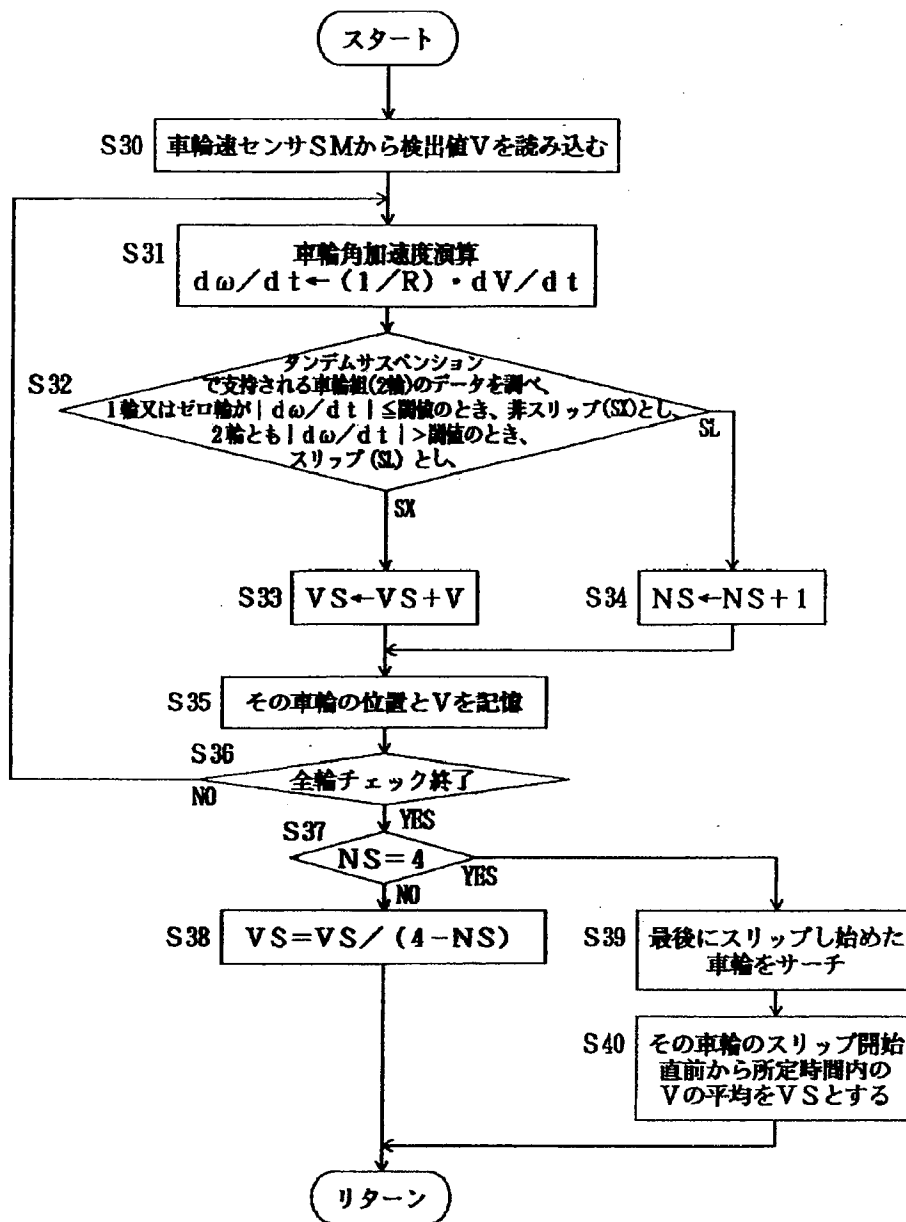 スタート
S30 車輪速センサSMから検出値Vを読み込む
S31 車輪角加速度演算
dω/dt←(1/R)・dV/dt
S32 タンデムサスペンション
で支持される車輪組(2輪)のデータを調べ、
1輪又はゼロ輪が|dω/dt|≦閾値のとき、非スリップ(SX)とし、
2輪とも|dω/dt|>閾値のとき、
スリップ(SL)とし、
SL
SX
S33 VS←VS+V
S34 NS←NS+1
S35 その車輪の位置とVを記憶
S36 全輪チェック終了
NO
YES
S37 NS=4
YES
NO
S38 VS=VS/(4-NS)
S39 最後にスリップし始めた
車輪をサーチ
S40 その車輪のスリップ開始
直前から所定時間内の
Vの平均をVSとする
リターン